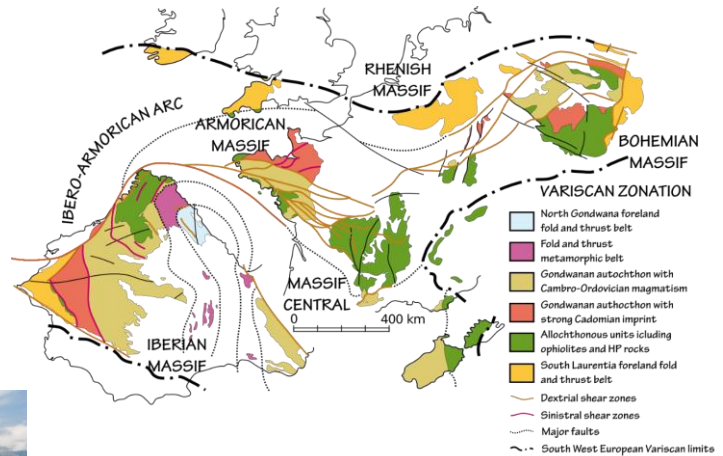 RHENISH
MASSIF
IBERO-ARMORICAN ARC
ARMORICAN
MASSIF
BOHEMIAN
MASSIF
MASSIF
CENTRAL
0 400 km
IBERIAN
MASSIF
VARISCAN ZONATION
North Gondwana foreland
fold and thrust belt
Fold and thrust
metamorphic belt
Gondwanan autochthon with
Cambro-Ordovician magmatism
Gondwanan authocthon with
strong Cadomian imprint
Allochthonous units icluding
ophiolites and HP rocks
South Laurentia foreland fold
and thrust belt
Dextrial shear zones
Sinistral shear zones
Major faults
South West European Variscan limits